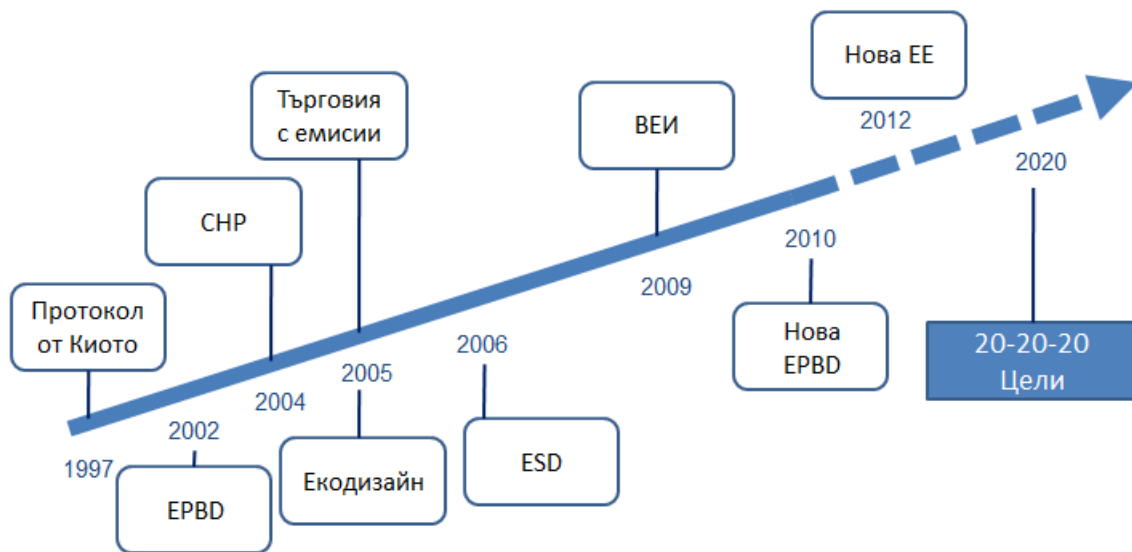 Нова ЕЕ
2012
Търговия
с емисии
ВЕИ
2020
CHP
2010
2009
Протокол
от Киото
2006
2005
2004
Нова
EPBD
20-20-20
Цели
2002
1997
EPBD
Екодизайн
ESD